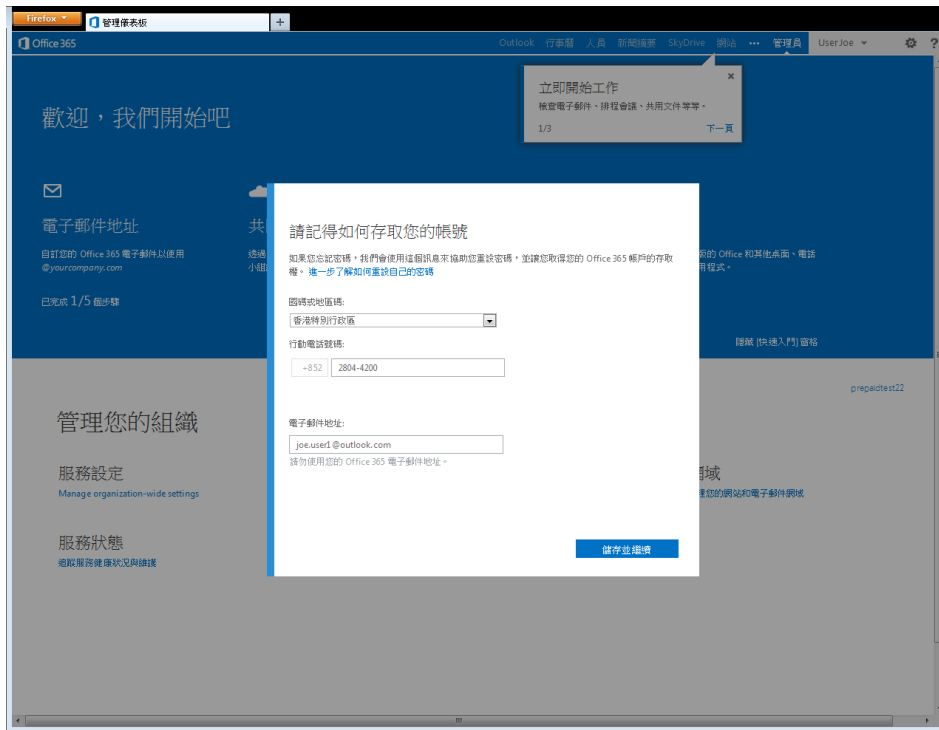 Firefox
管理儀表板
+
Office 365
Outlook 行事曆 人員 新聞摘要 SkyDrive 網站 ••• 管理員 User Joe ?
立即開始工作
檢查電子郵件、排程會議、共用文件等等。
1/3 下一頁
歡迎，我們開始吧
電子郵件地址
自訂您的 Office 365 電子郵件以使用
@yourcompany.com
已完成 1/5 個步驟
共
透過
小組
版的 Office 和其他桌面、電話
用程式。
隱藏 [快速入門] 窗格
請記得如何存取您的帳號
如果您忘記密碼，我們會使用這個訊息來協助您重設密碼，並讓您取得您的 Office 365 帳戶的存取
權。 進一步了解如何重設自己的密碼
國碼或地區碼:
香港特別行政區
行動電話號碼:
+852 2804-4200
電子郵件地址:
joe.user1@outlook.com
請勿使用您的 Office 365 電子郵件地址。
儲存並繼續
prepaidtest22
管理您的組織
服務設定
Manage organization-wide settings
服務狀態
追蹤服務健康狀況與維護
域
理您的網站和電子郵件網域